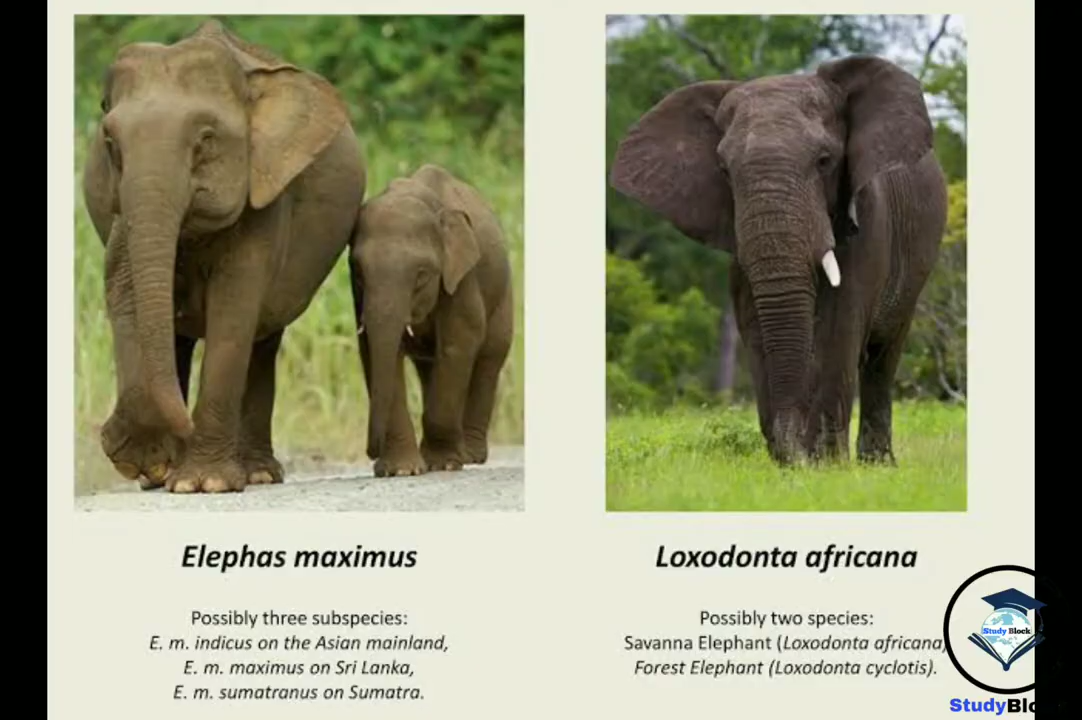 Elephas maximus
Possibly three subspecies:
E. m. indicus on the Asian mainland,
E. m. maximus on Sri Lanka,
E. m. sumatranus on Sumatra.
Loxodonta africana
Possibly two species:
Savanna Elephant (Loxodonta africana)
Forest Elephant (Loxodonta cyclotis).
Study Block
StudyBlo